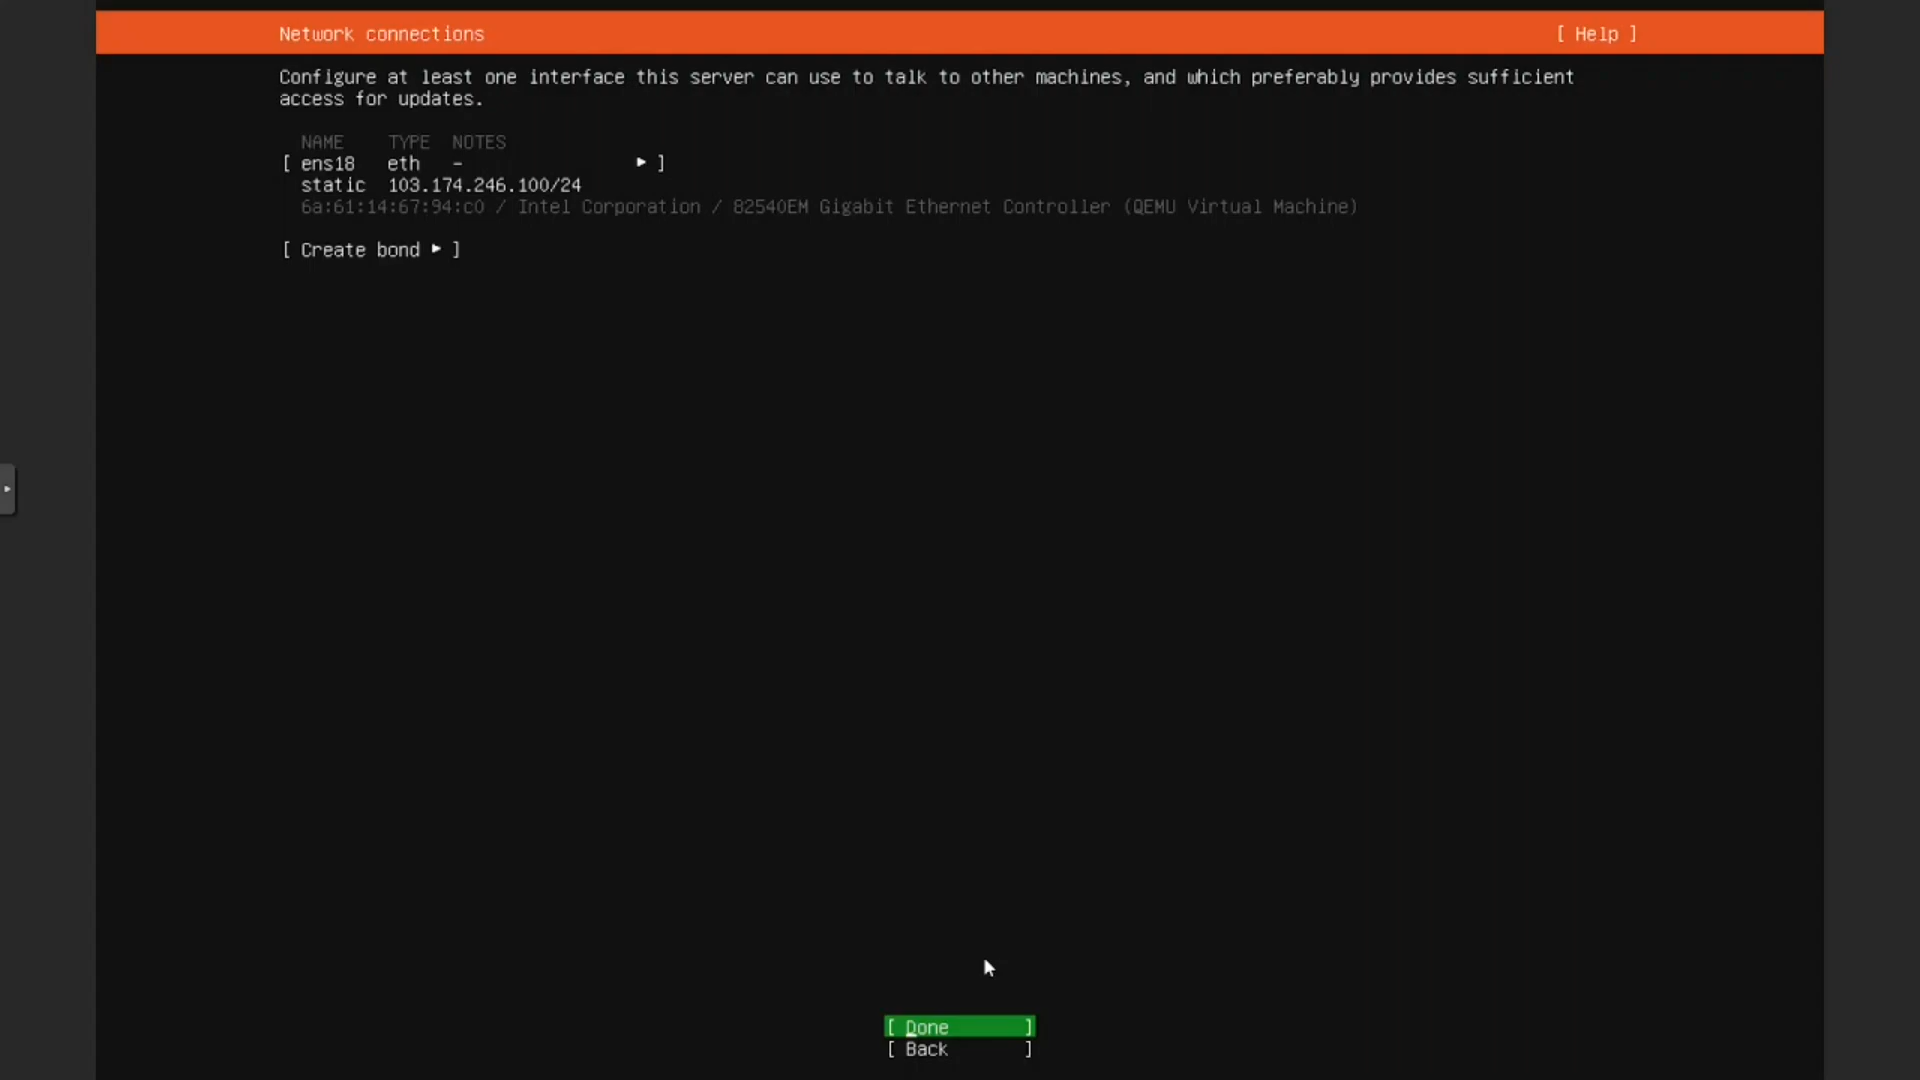 Network connections [ Help ]
Configure at least one interface this server can use to talk to other machines, and which preferably provides sufficient
access for updates.
NAME TYPE NOTES
[ ens18 eth - ▸ ]
static 103.174.246.100/24
6a:61:14:67:94:c0 / Intel Corporation / 82540EM Gigabit Ethernet Controller (QEMU Virtual Machine)
[ Create bond ▸ ]
[ Done ]
[ Back ]